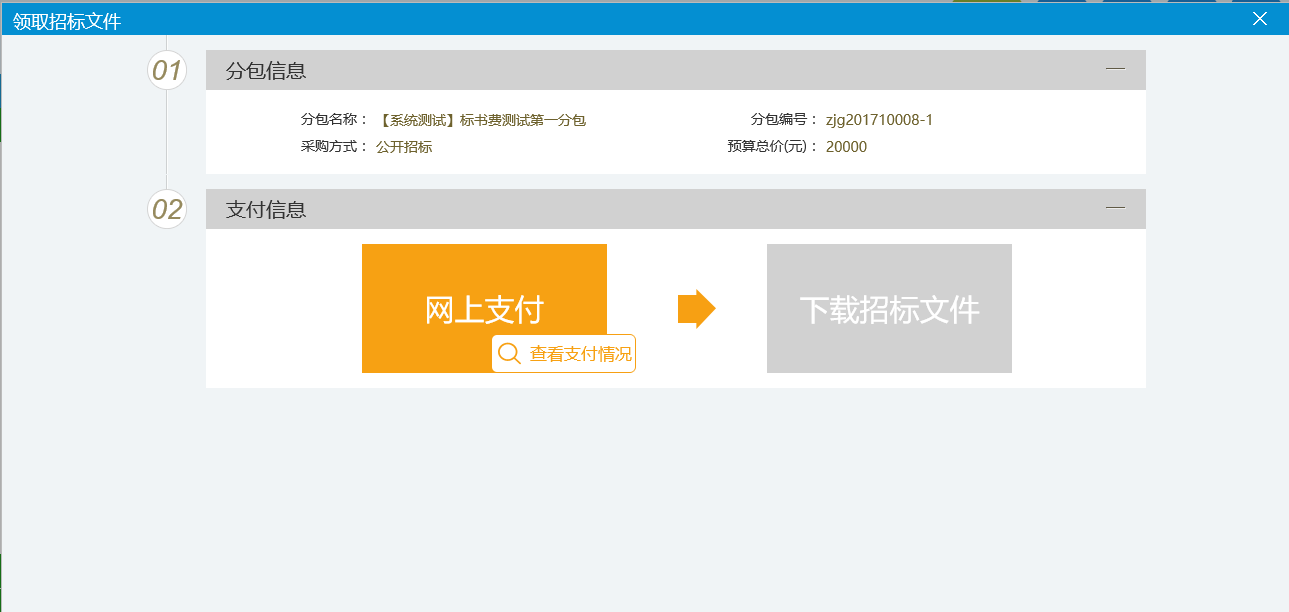 领取招标文件
01
分包信息
分包名称： 【系统测试】标书费测试第一分包 分包编号： zjg201710008-1
采购方式： 公开招标 预算总价(元)： 20000
02
支付信息
网上支付
下载招标文件
查看支付情况